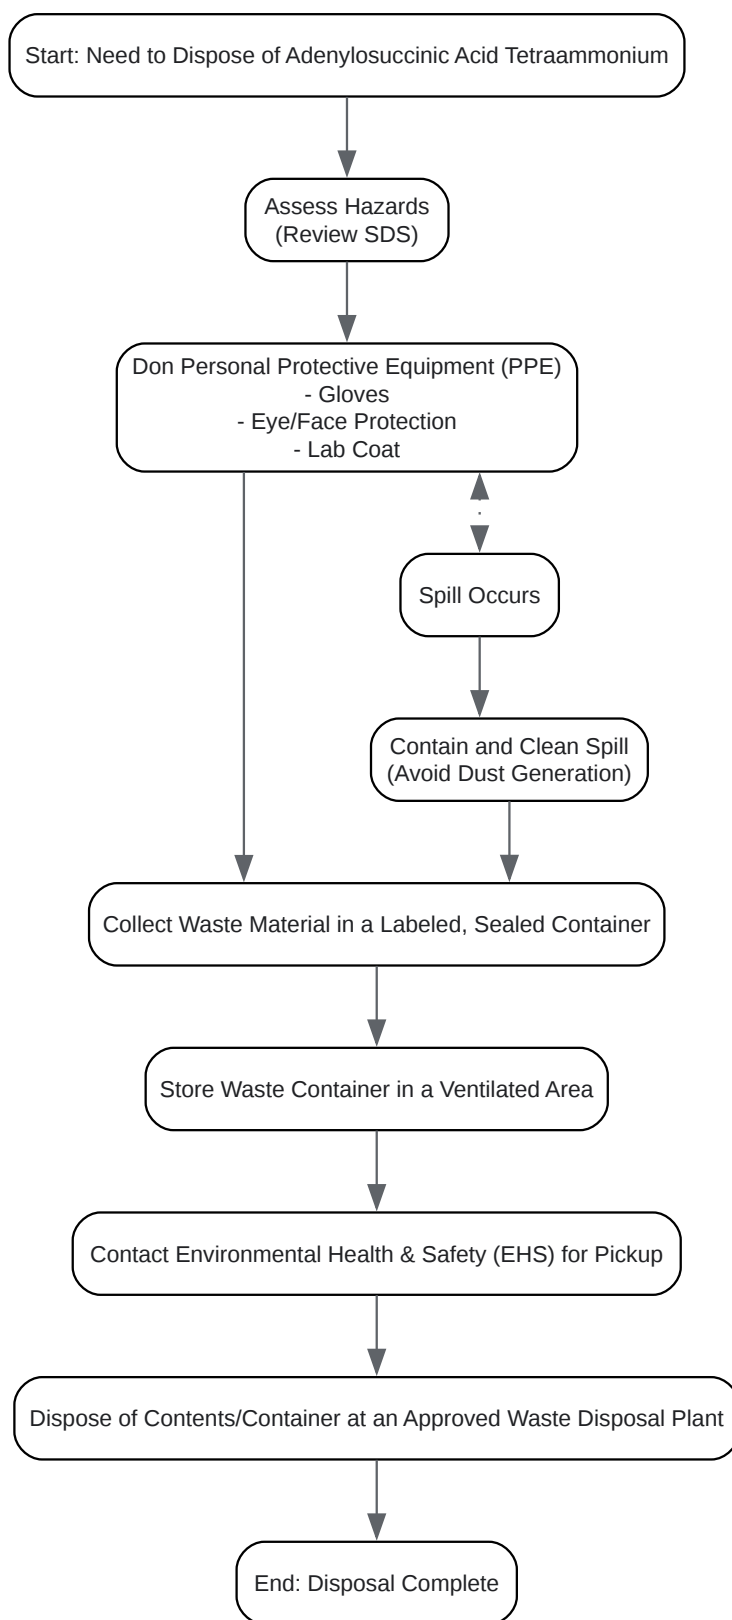 Start: Need to Dispose of Adenylosuccinic Acid Tetraammonium
Assess Hazards
(Review SDS)
Don Personal Protective Equipment (PPE)
- Gloves
- Eye/Face Protection
- Lab Coat
Spill Occurs
Contain and Clean Spill
(Avoid Dust Generation)
Collect Waste Material in a Labeled, Sealed Container
Store Waste Container in a Ventilated Area
Contact Environmental Health & Safety (EHS) for Pickup
Dispose of Contents/Container at an Approved Waste Disposal Plant
End: Disposal Complete